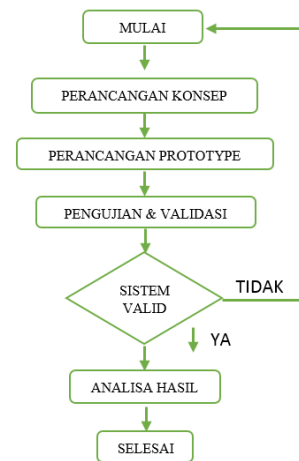 MULAI
PERANCANGAN KONSEP
PERANCANGAN PROTOTYPE
PENGUJIAN & VALIDASI
SISTEM
VALID
TIDAK
YA
ANALISA HASIL
SELESAI